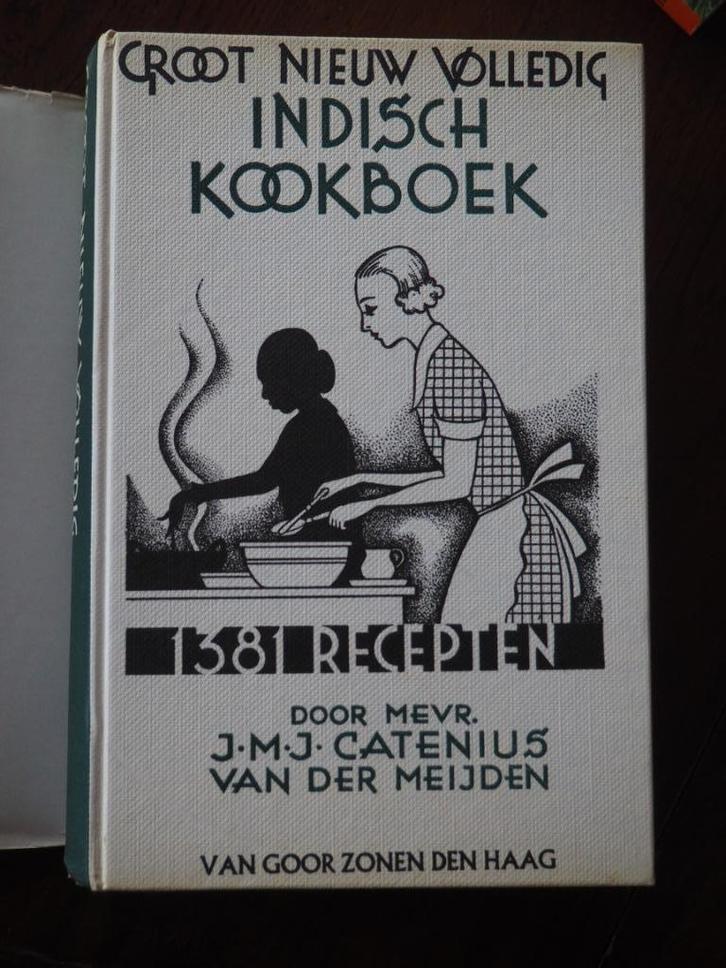 GROOT NIEUW VOLLEDIG
INDISCH
KOOKBOEK
1381 RECEPTEN
DOOR MEVR.
J·M·J· CATENIUS
VAN DER MEIJDEN
VAN GOOR ZONEN DEN HAAG